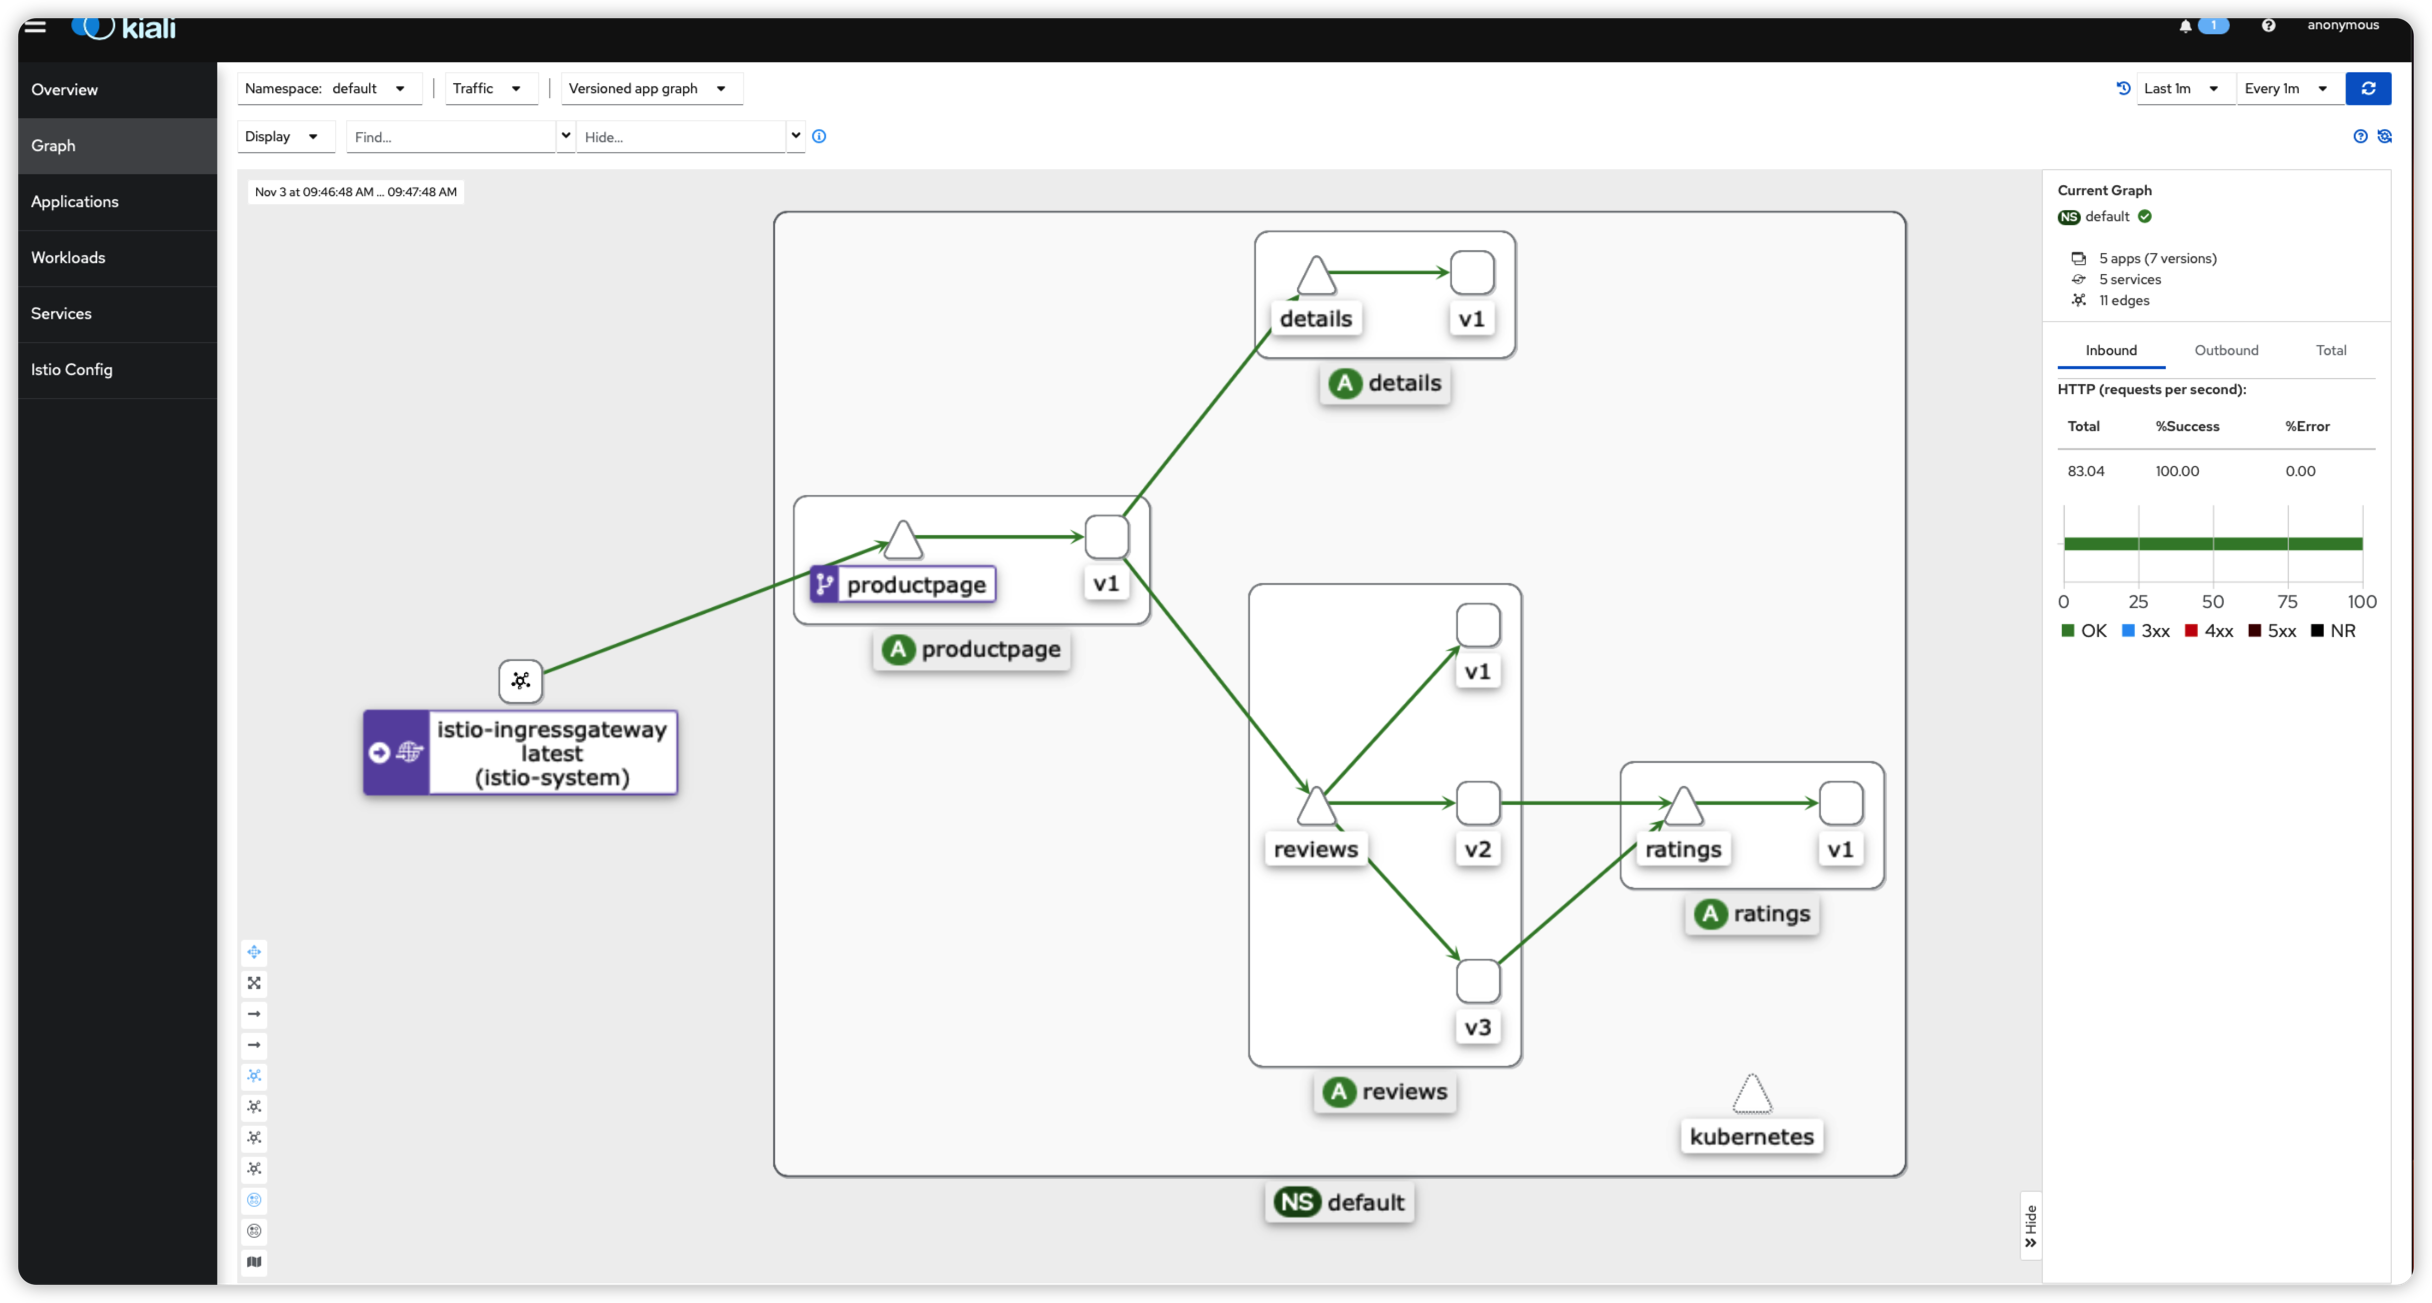 kiali
1
anonymous
Overview
Graph
Applications
Workloads
Services
Istio Config
Namespace: default
Traffic
Versioned app graph
Last 1m
Every 1m
Display
Find...
Hide...
Nov 3 at 09:46:48 AM ... 09:47:48 AM
details
v1
A details
productpage
v1
A productpage
istio-ingressgateway
latest
(istio-system)
v1
reviews
v2
v3
A reviews
ratings
v1
A ratings
kubernetes
NS default
Hide
Current Graph
NS default
5 apps (7 versions)
5 services
11 edges
Inbound
Outbound
Total
HTTP (requests per second):
Total %Success %Error
83.04 100.00 0.00
0 25 50 75 100
OK 3xx 4xx 5xx NR